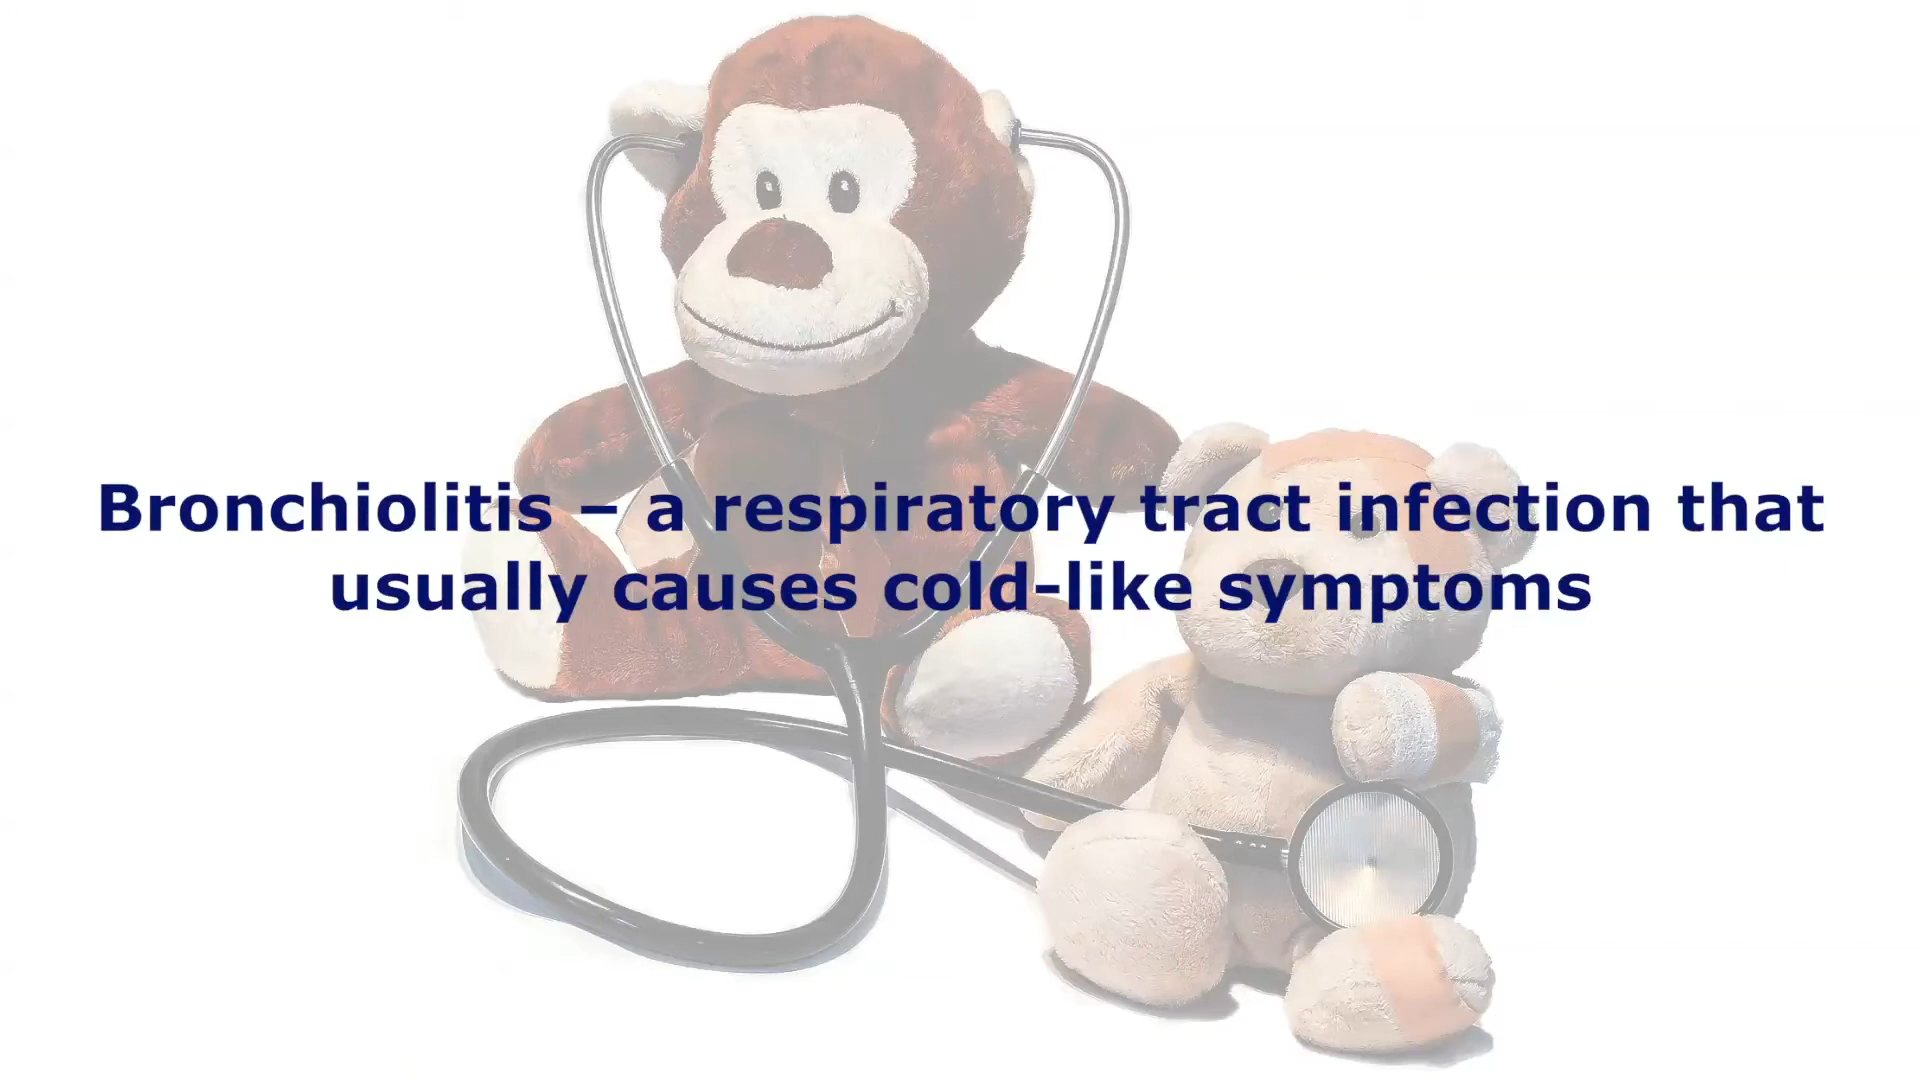 Bronchiolitis – a respiratory tract infection that
usually causes cold-like symptoms